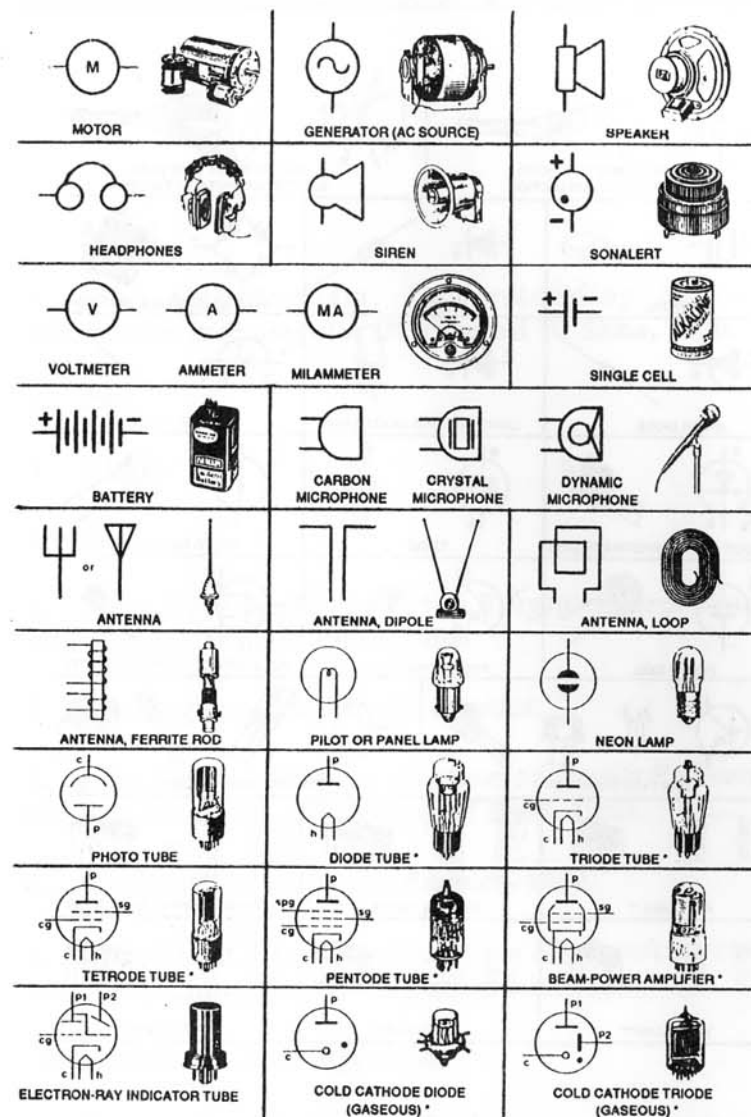 M
MOTOR
GENERATOR (AC SOURCE)
SPEAKER
HEADPHONES
SIREN
+
-
SONALERT
V
VOLTMETER
A
AMMETER
MA
MILAMMETER
+ -
ALKALINE
SINGLE CELL
+ -
BATTERY
CARBON
MICROPHONE
CRYSTAL
MICROPHONE
DYNAMIC
MICROPHONE
or
ANTENNA
ANTENNA, DIPOLE
ANTENNA, LOOP
ANTENNA, FERRITE ROD
PILOT OR PANEL LAMP
NEON LAMP
c
p
PHOTO TUBE
p
h
DIODE TUBE *
p
cg
c h
TRIODE TUBE *
p
sg
cg
c h
TETRODE TUBE *
p
spg
sg
cg
c h
PENTODE TUBE *
p
sg
cg
c h
BEAM-POWER AMPLIFIER *
P1 P2
cg
c h
ELECTRON-RAY INDICATOR TUBE
p
c
COLD CATHODE DIODE
(GASEOUS) *
P1
P2
c
COLD CATHODE TRIODE
(GASEOUS) *